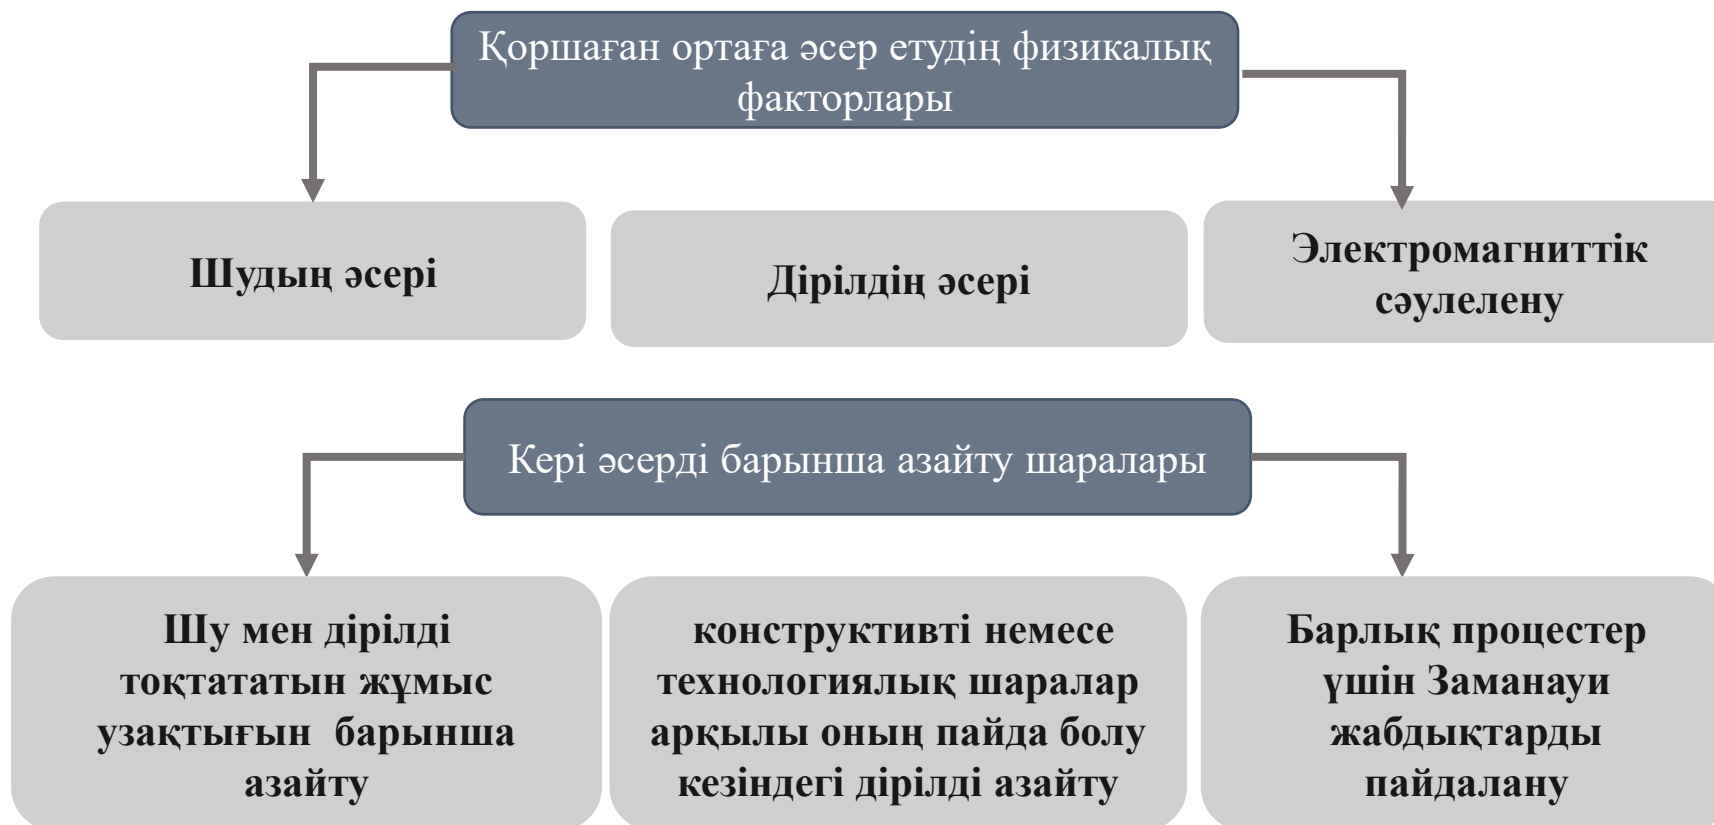 Қоршаған ортаға әсер етудің физикалық
факторлары
Шудың әсері
Дірілдің әсері
Электромагниттік
сәулелену
Кері әсерді барынша азайту шаралары
Шу мен дірілді
тоқтататын жұмыс
узақтығын барынша
азайту
конструктивті немесе
технологиялық шаралар
арқылы оның пайда болу
кезіндегі дірілді азайту
Барлық процестер
үшін Заманауи
жабдықтарды
пайдалану